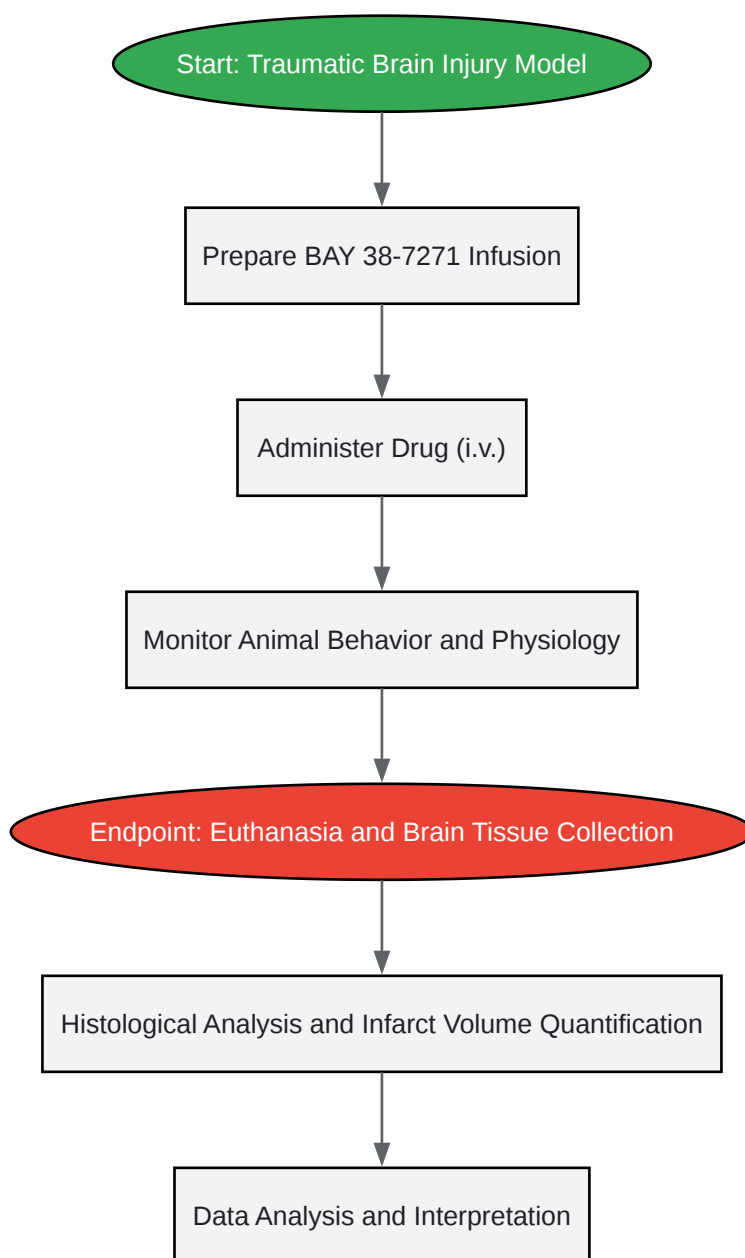 Start: Traumatic Brain Injury Model
Prepare BAY 38-7271 Infusion
Administer Drug (i.v.)
Monitor Animal Behavior and Physiology
Endpoint: Euthanasia and Brain Tissue Collection
Histological Analysis and Infarct Volume Quantification
Data Analysis and Interpretation